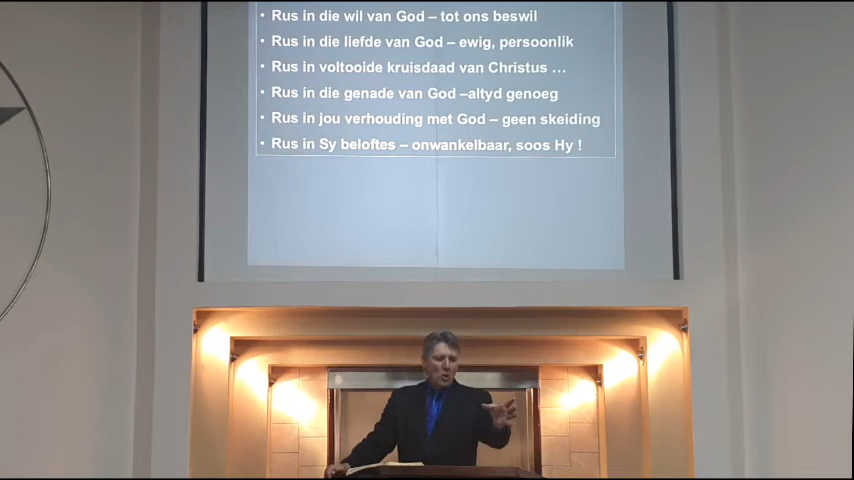 • Rus in die wil van God – tot ons beswil
• Rus in die liefde van God – ewig, persoonlik
• Rus in voltooide kruisdaad van Christus ...
• Rus in die genade van God –altyd genoeg
• Rus in jou verhouding met God – geen skeiding
• Rus in Sy beloftes – onwankelbaar, soos Hy !